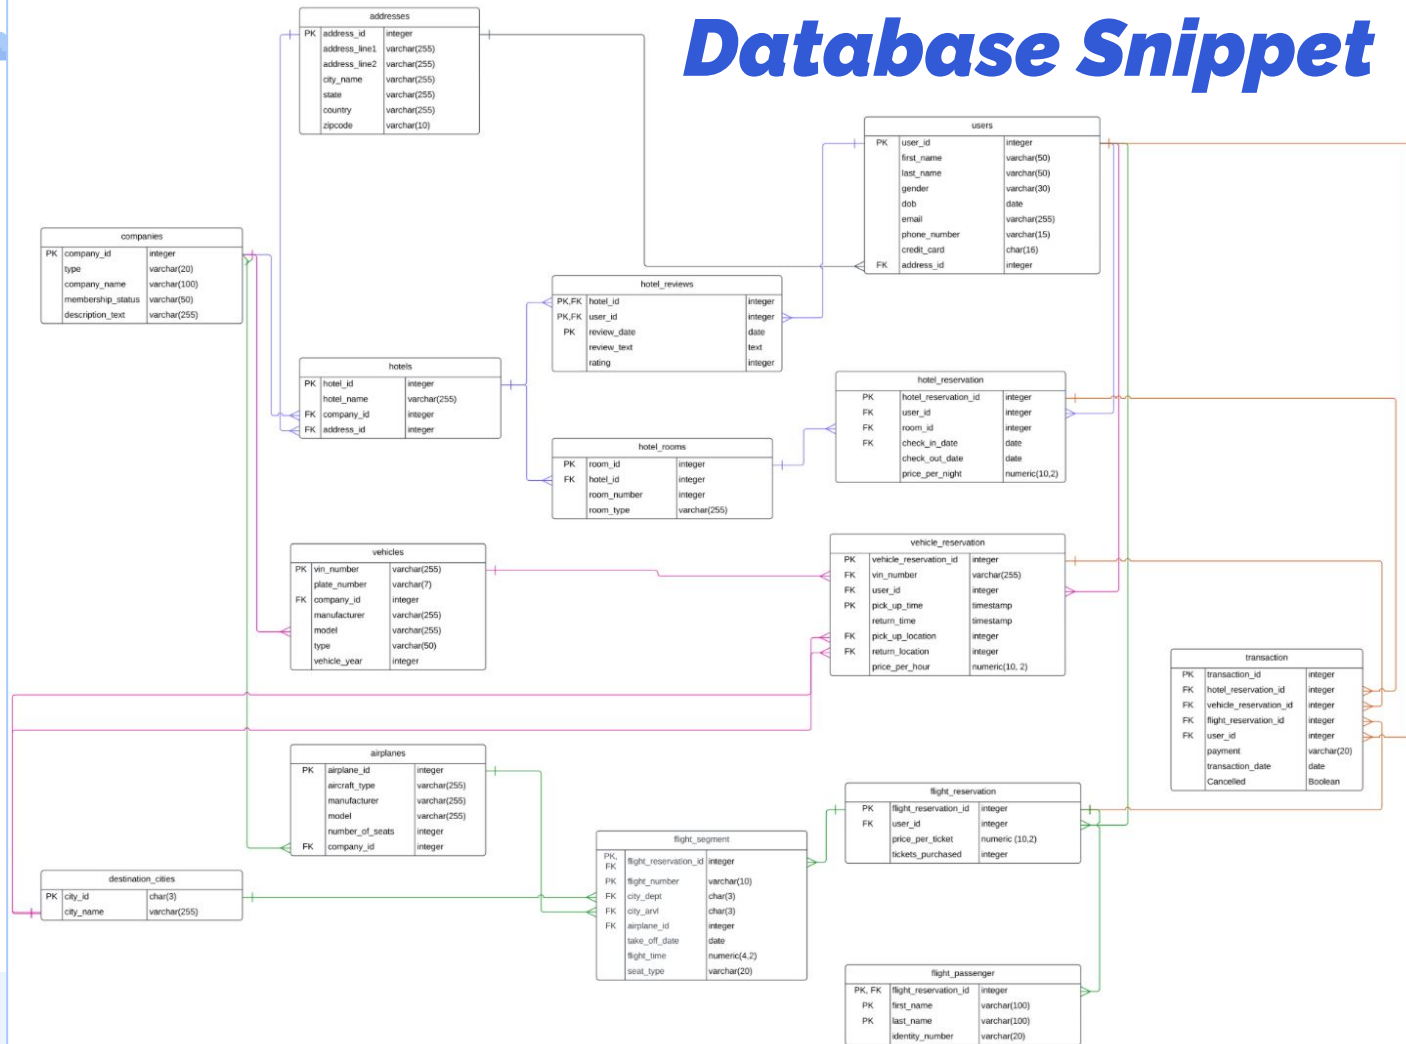 Database Snippet
addresses
PK address_id integer
address_line1 varchar(255)
address_line2 varchar(255)
city_name varchar(255)
state varchar(255)
country varchar(255)
zipcode varchar(10)
users
PK user_id integer
first_name varchar(50)
last_name varchar(50)
gender varchar(30)
dob date
email varchar(255)
phone_number varchar(15)
credit_card char(16)
FK address_id integer
companies
PK company_id integer
type varchar(20)
company_name varchar(100)
membership_status varchar(50)
description_text varchar(255)
hotel_reviews
PK,FK hotel_id integer
PK,FK user_id integer
PK review_date date
review_text text
rating integer
hotels
PK hotel_id integer
hotel_name varchar(255)
FK company_id integer
FK address_id integer
hotel_reservation
PK hotel_reservation_id integer
FK user_id integer
FK room_id integer
FK check_in_date date
check_out_date date
price_per_night numeric(10,2)
hotel_rooms
PK room_id integer
FK hotel_id integer
room_number integer
room_type varchar(255)
vehicles
PK vin_number varchar(255)
plate_number varchar(7)
FK company_id integer
manufacturer varchar(255)
model varchar(255)
type varchar(50)
vehicle_year integer
vehicle_reservation
PK vehicle_reservation_id integer
FK vin_number varchar(255)
FK user_id integer
PK pick_up_time timestamp
return_time timestamp
FK pick_up_location integer
FK return_location integer
price_per_hour numeric(10, 2)
transaction
PK transaction_id integer
FK hotel_reservation_id integer
FK vehicle_reservation_id integer
FK flight_reservation_id integer
FK user_id integer
payment varchar(20)
transaction_date date
Cancelled Boolean
airplanes
PK airplane_id integer
aircraft_type varchar(255)
manufacturer varchar(255)
model varchar(255)
number_of_seats integer
FK company_id integer
flight_reservation
PK flight_reservation_id integer
FK user_id integer
price_per_ticket numeric (10,2)
tickets_purchased integer
flight_segment
PK,
FK flight_reservation_id integer
PK flight_number varchar(10)
FK city_dept char(3)
FK city_arvl char(3)
FK airplane_id integer
take_off_date date
flight_time numeric(4,2)
seat_type varchar(20)
destination_cities
PK city_id char(3)
city_name varchar(255)
flight_passenger
PK, FK flight_reservation_id integer
PK first_name varchar(100)
PK last_name varchar(100)
identity_number varchar(20)